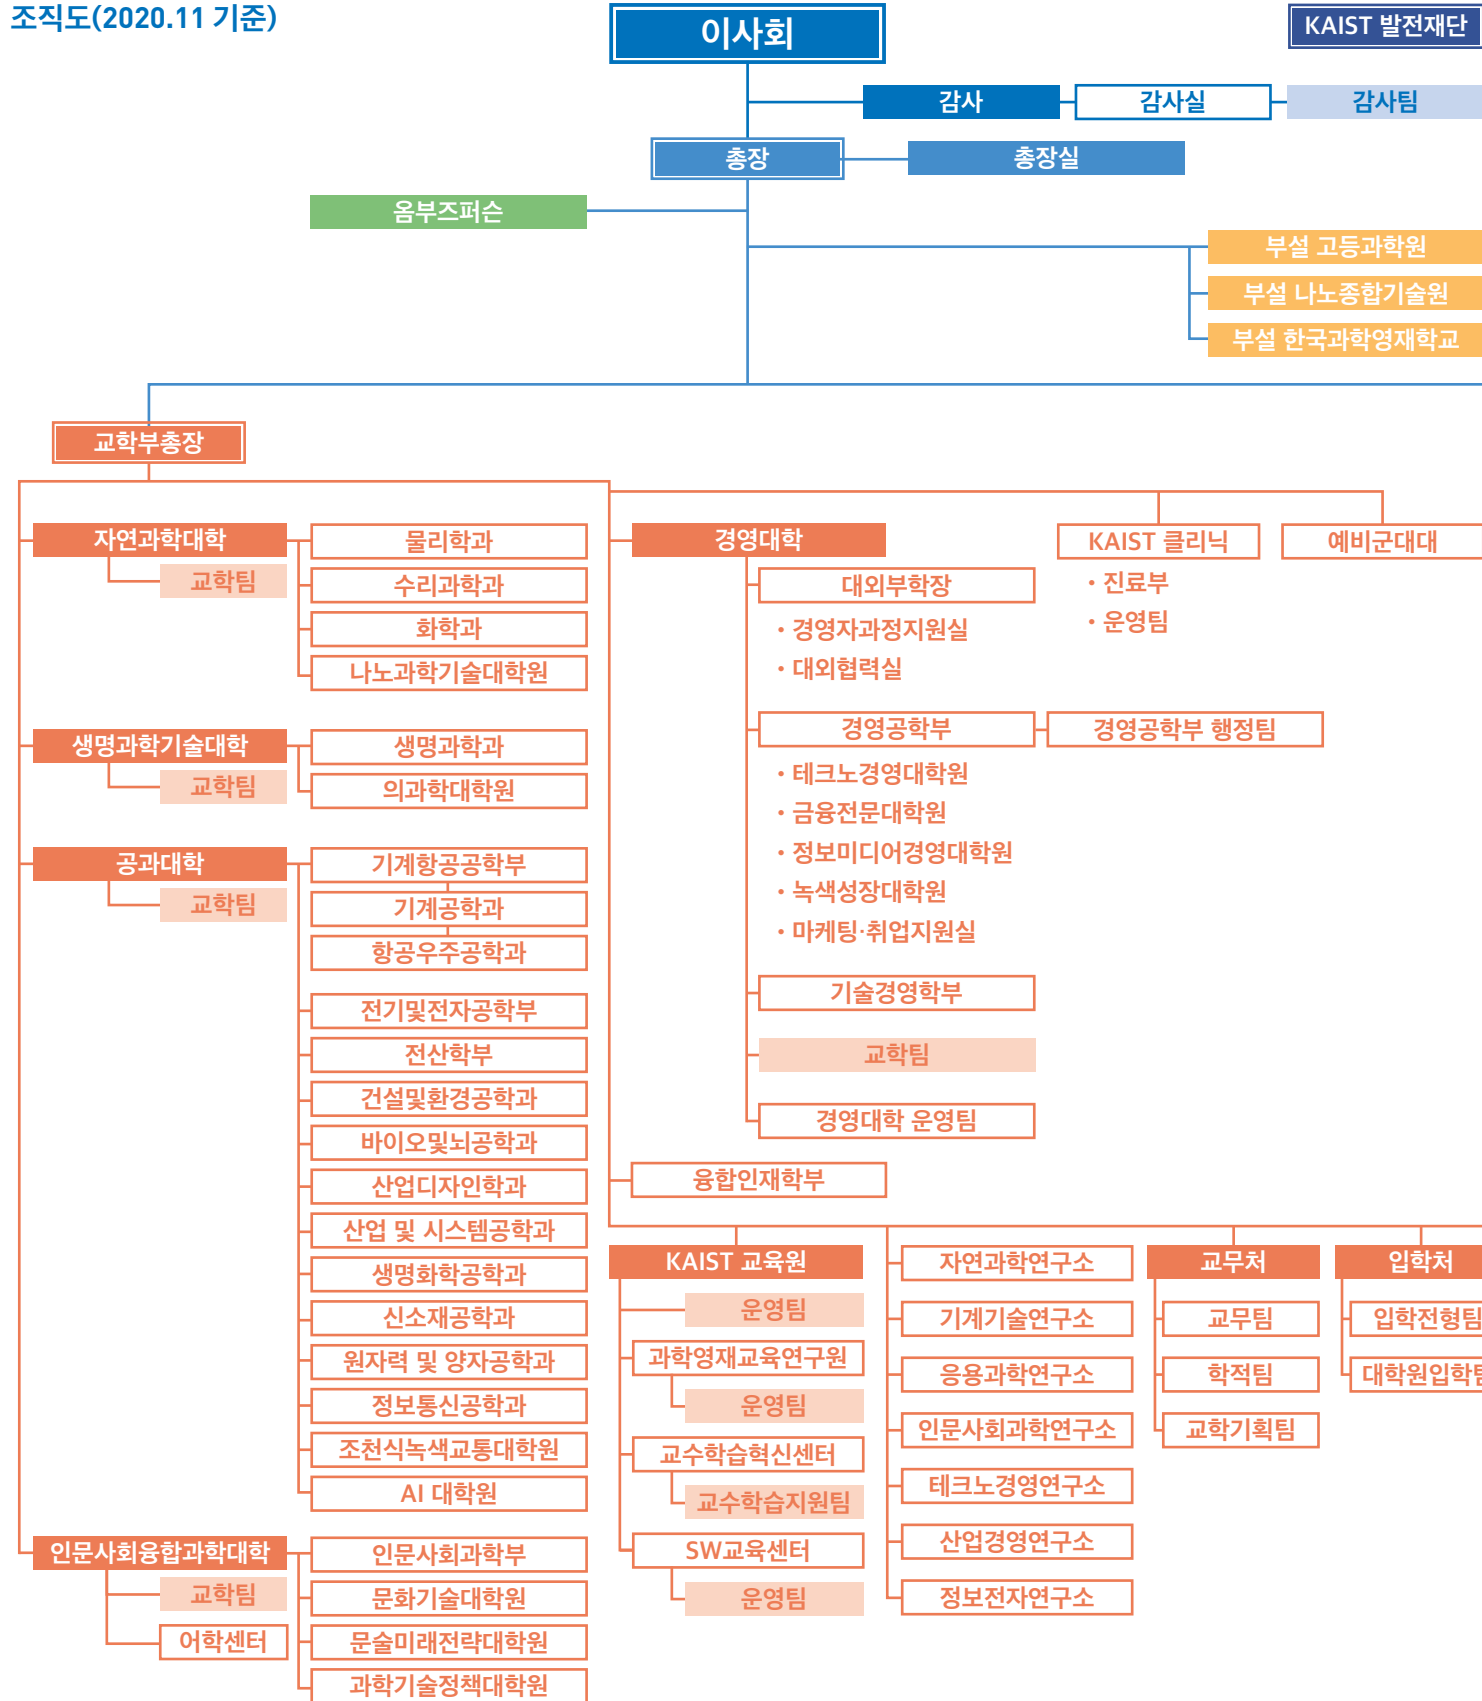 조직도(2020.11 기준)
이사회
KAIST 발전재단
감사
감사실
감사팀
총장
총장실
옴부즈퍼슨
부설 고등과학원
부설 나노종합기술원
부설 한국과학영재학교
교학부총장
자연과학대학
교학팀
물리학과
수리과학과
화학과
나노과학기술대학원
생명과학기술대학
교학팀
생명과학과
의과학대학원
공과대학
교학팀
기계항공공학부
기계공학과
항공우주공학과
전기및전자공학부
전산학부
건설및환경공학과
바이오및뇌공학과
산업디자인학과
산업 및 시스템공학과
생명화학공학과
신소재공학과
원자력 및 양자공학과
정보통신공학과
조천식녹색교통대학원
AI 대학원
인문사회융합과학대학
교학팀
어학센터
인문사회과학부
문화기술대학원
문술미래전략대학원
과학기술정책대학원
경영대학
대외부학장
· 경영자과정지원실
· 대외협력실
경영공학부
경영공학부 행정팀
· 테크노경영대학원
· 금융전문대학원
· 정보미디어경영대학원
· 녹색성장대학원
· 마케팅·취업지원실
기술경영학부
교학팀
경영대학 운영팀
KAIST 클리닉
· 진료부
· 운영팀
예비군대대
융합인재학부
KAIST 교육원
운영팀
과학영재교육연구원
운영팀
교수학습혁신센터
교수학습지원팀
SW교육센터
운영팀
자연과학연구소
기계기술연구소
응용과학연구소
인문사회과학연구소
테크노경영연구소
산업경영연구소
정보전자연구소
교무처
교무팀
학적팀
교학기획팀
입학처
입학전형팀
대학원입학팀